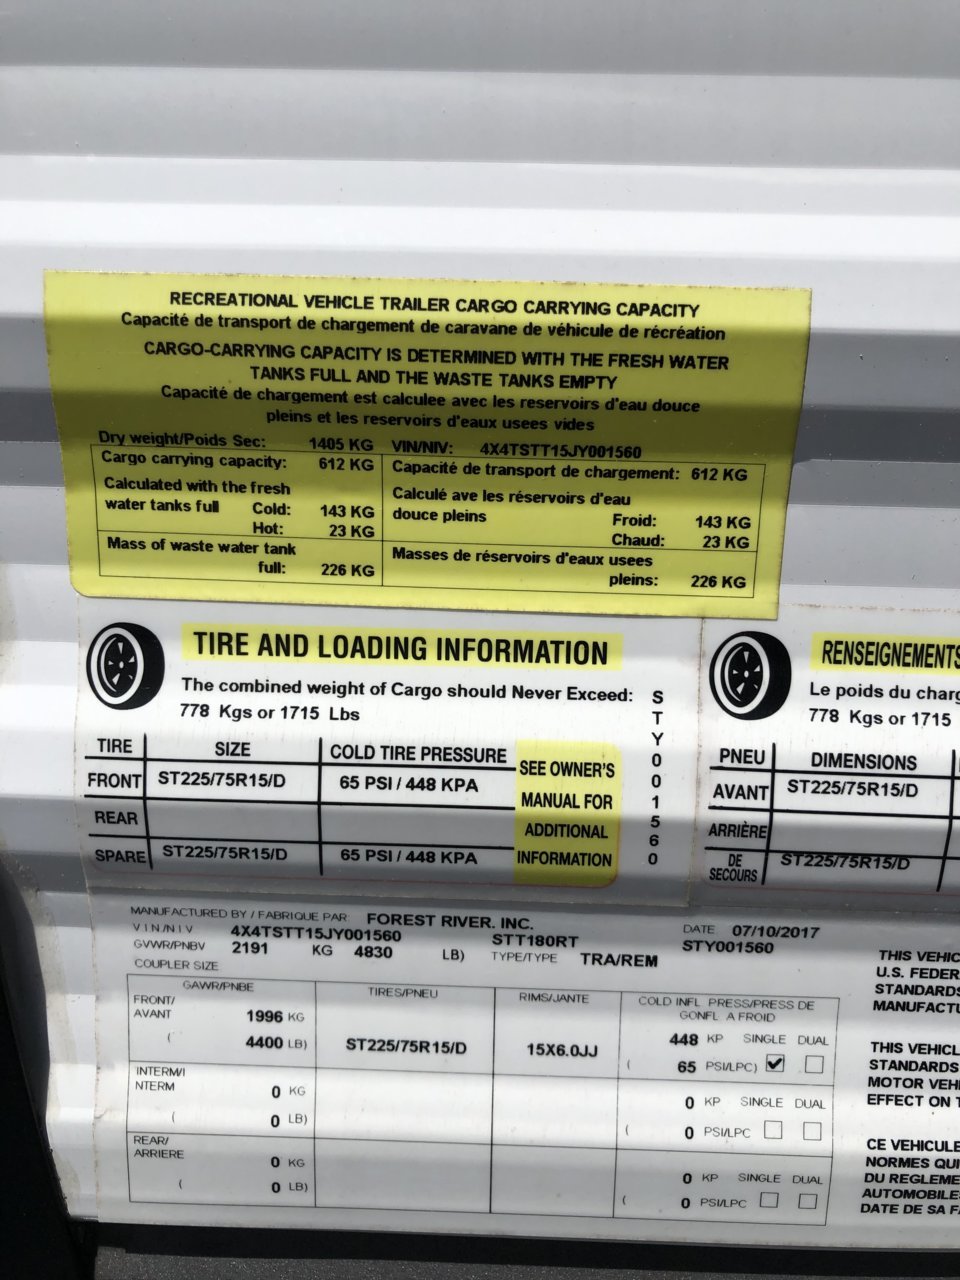 RECREATIONAL VEHICLE TRAILER CARGO CARRYING CAPACITY
Capacité de transport de chargement de caravane de véhicule de récréation
CARGO-CARRYING CAPACITY IS DETERMINED WITH THE FRESH WATER
TANKS FULL AND THE WASTE TANKS EMPTY
Capacité de chargement est calculee avec les reservoirs d'eau douce
pleins et les reservoirs d'eaux usees vides
Dry weight/Poids Sec: 1405 KG VIN/NIV: 4X4TSTT15JY001560
Cargo carrying capacity: 612 KG
Calculated with the fresh
water tanks full Cold: 143 KG
Hot: 23 KG
Mass of waste water tank
full: 226 KG
Capacité de transport de chargement: 612 KG
Calculé ave les réservoirs d'eau
douce pleins Froid: 143 KG
Chaud: 23 KG
Masses de réservoirs d'eaux usees
pleins: 226 KG
TIRE AND LOADING INFORMATION
The combined weight of Cargo should Never Exceed:
778 Kgs or 1715 Lbs
TIRE SIZE COLD TIRE PRESSURE
FRONT ST225/75R15/D 65 PSI / 448 KPA
REAR
SPARE ST225/75R15/D 65 PSI / 448 KPA
SEE OWNER'S
MANUAL FOR
ADDITIONAL
INFORMATION
STY001560
RENSEIGNEMENTS
Le poids du charg
778 Kgs or 1715
PNEU DIMENSIONS
AVANT ST225/75R15/D
ARRIÈRE
DE
SECOURS ST225/75R15/D
MANUFACTURED BY / FABRIQUE PAR FOREST RIVER. INC. DATE 07/10/2017
VIN/NIV 4X4TSTT15JY001560 STT180RT STY001560
GVWR/PNBV 2191 KG 4830 LB) TYPE/TYPE TRA/REM
COUPLER SIZE
GAWR/PNBE TIRES/PNEU RIMS/JANTE COLD INFL PRESS/PRESS DE
GONFL A FROID
FRONT/
AVANT 1996 KG 448 KP SINGLE DUAL
( 4400 LB) ST225/75R15/D 15X6.0JJ ( 65 PSI/LPC)
INTERM/I
NTERM 0 KG 0 KP SINGLE DUAL
( 0 LB) ( 0 PSI/LPC
REAR/
ARRIERE 0 KG 0 KP SINGLE DUAL
( 0 LB) ( 0 PSI/LPC
THIS VEHIC
U.S. FEDER
STANDARDS
MANUFACTU
THIS VEHICL
STANDARDS
MOTOR VEHI
EFFECT ON T
CE VEHICULE
NORMES QUI
DU REGLEME
AUTOMOBILES
DATE DE SA FA